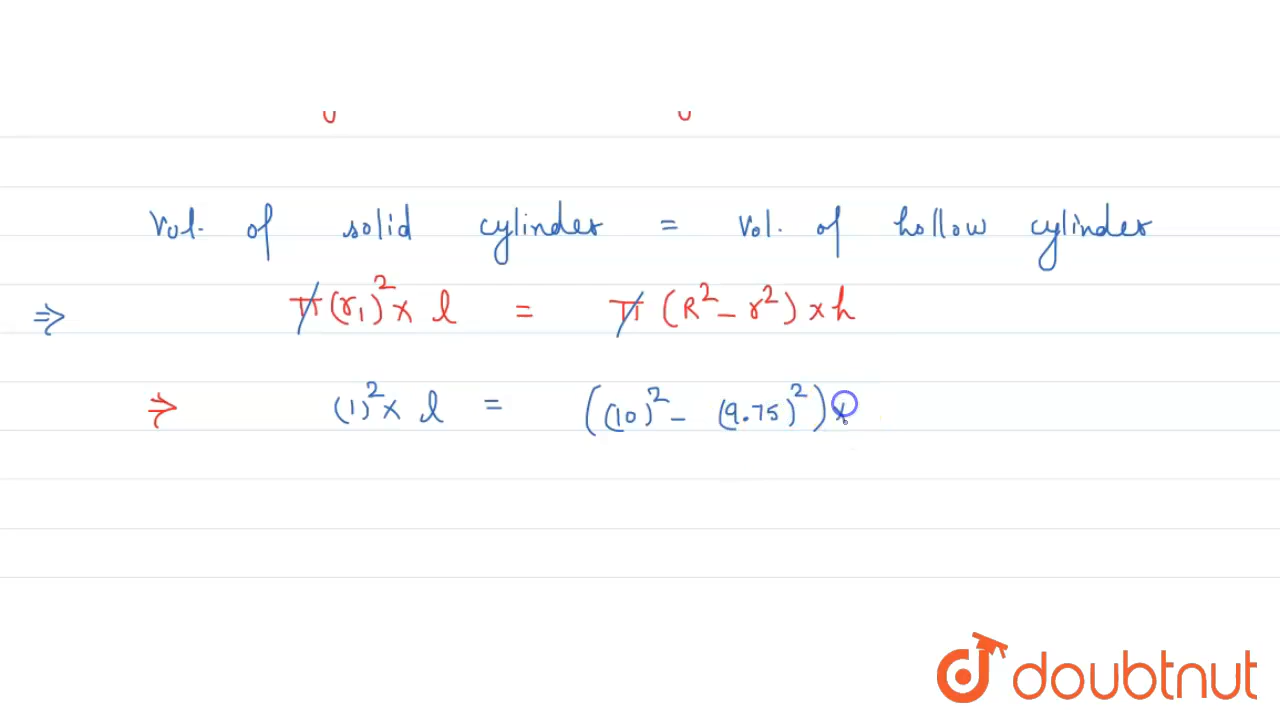 Vol. of solid cylinder = Vol. of hollow cylinder
⇒ π(r₁)² × l = π(R² - r²) × h
⇒ (1)² × l = ((10)² - (9.75)²) ×
doubtnut